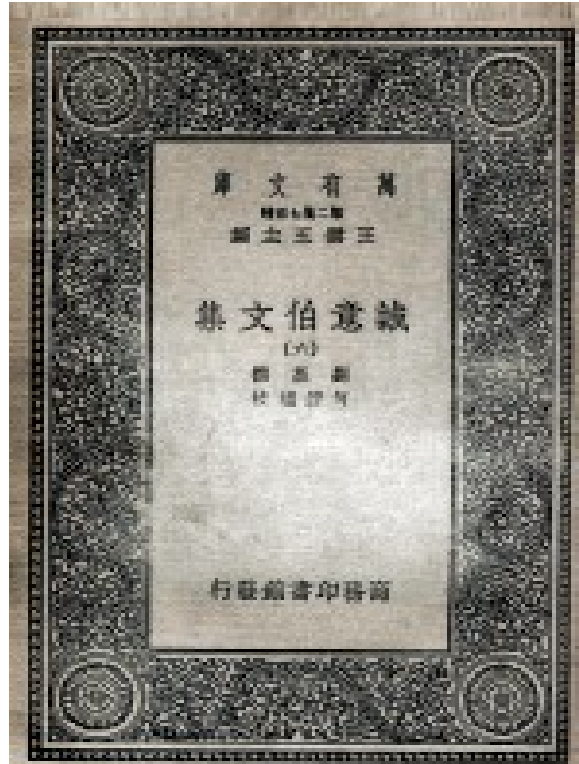 萬有文庫
第二集七百種
王雲五主編
誠意伯文集
(六)
商務印書館發行